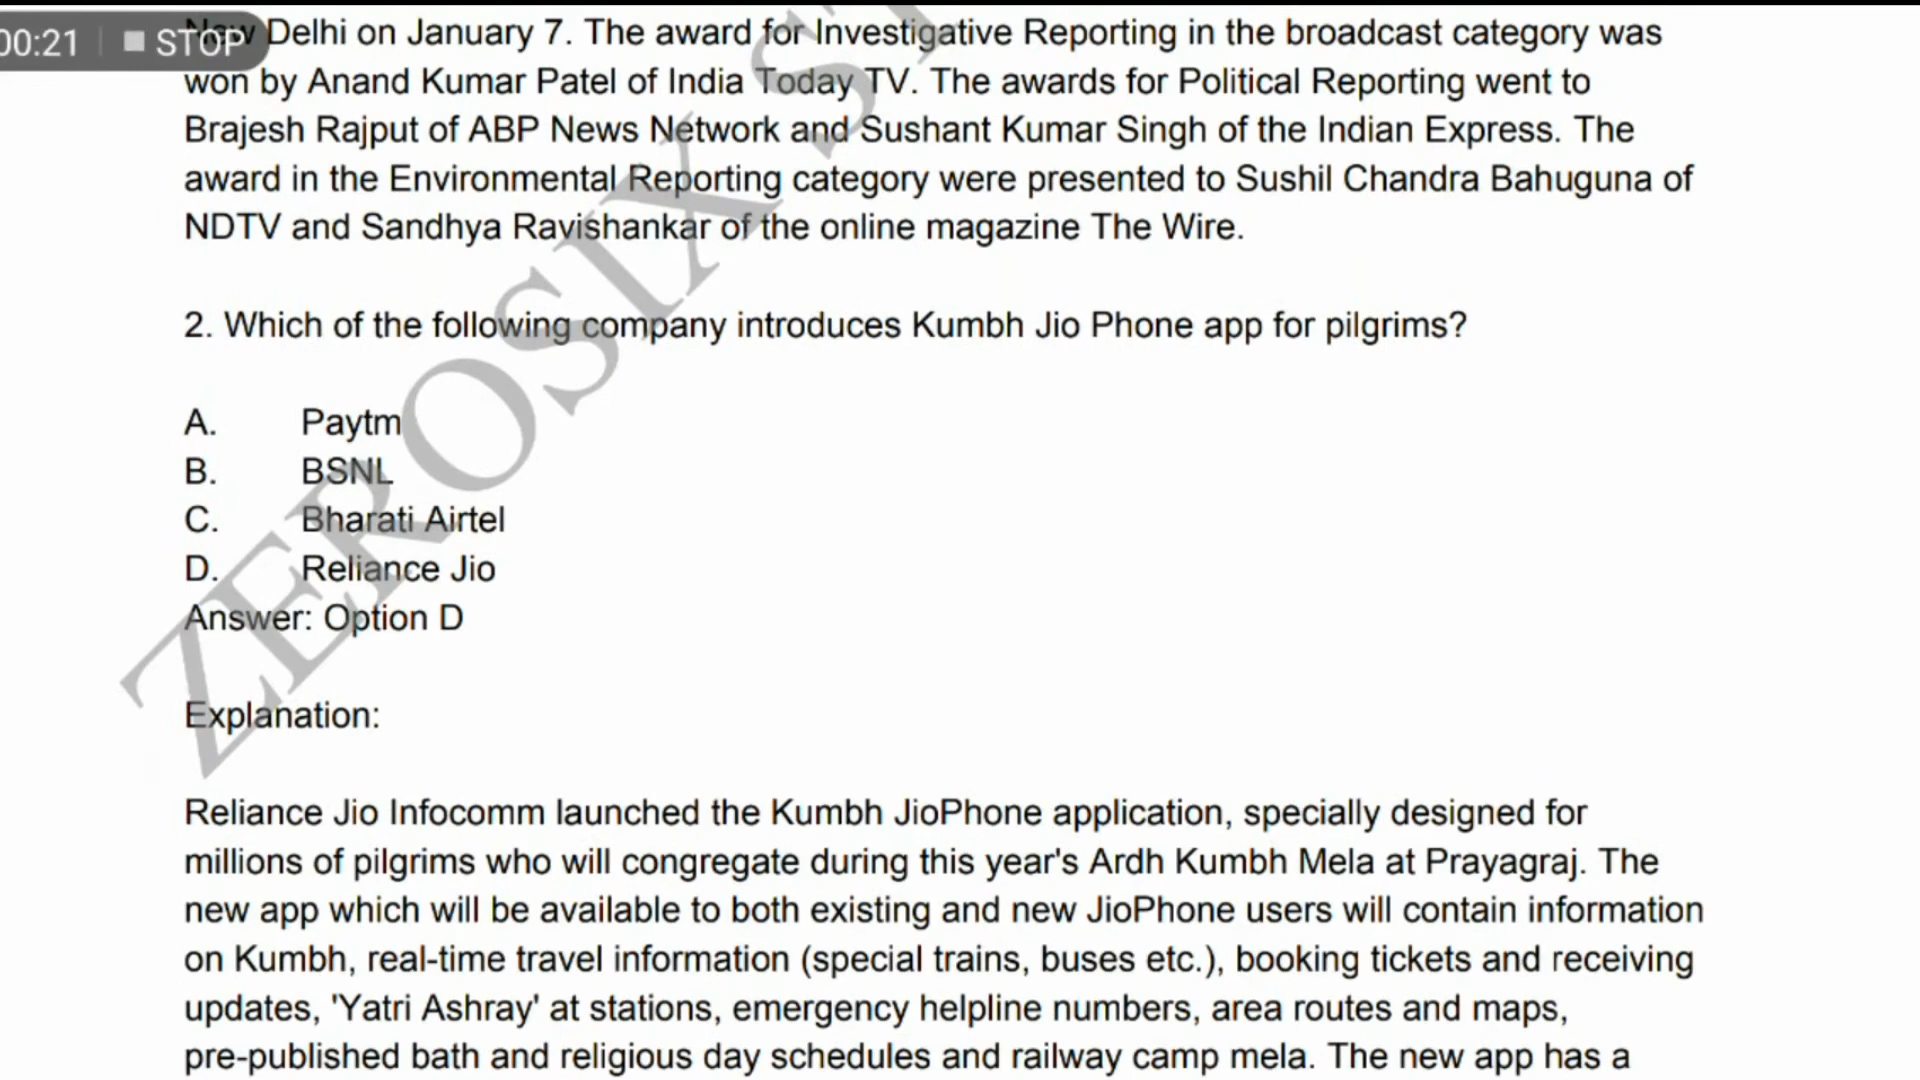 00:21 STOP
New Delhi on January 7. The award for Investigative Reporting in the broadcast category was
won by Anand Kumar Patel of India Today TV. The awards for Political Reporting went to
Brajesh Rajput of ABP News Network and Sushant Kumar Singh of the Indian Express. The
award in the Environmental Reporting category were presented to Sushil Chandra Bahuguna of
NDTV and Sandhya Ravishankar of the online magazine The Wire.
2. Which of the following company introduces Kumbh Jio Phone app for pilgrims?
A. Paytm
B. BSNL
C. Bharati Airtel
D. Reliance Jio
Answer: Option D
Explanation:
Reliance Jio Infocomm launched the Kumbh JioPhone application, specially designed for
millions of pilgrims who will congregate during this year's Ardh Kumbh Mela at Prayagraj. The
new app which will be available to both existing and new JioPhone users will contain information
on Kumbh, real-time travel information (special trains, buses etc.), booking tickets and receiving
updates, 'Yatri Ashray' at stations, emergency helpline numbers, area routes and maps,
pre-published bath and religious day schedules and railway camp mela. The new app has a
ZEROSIX